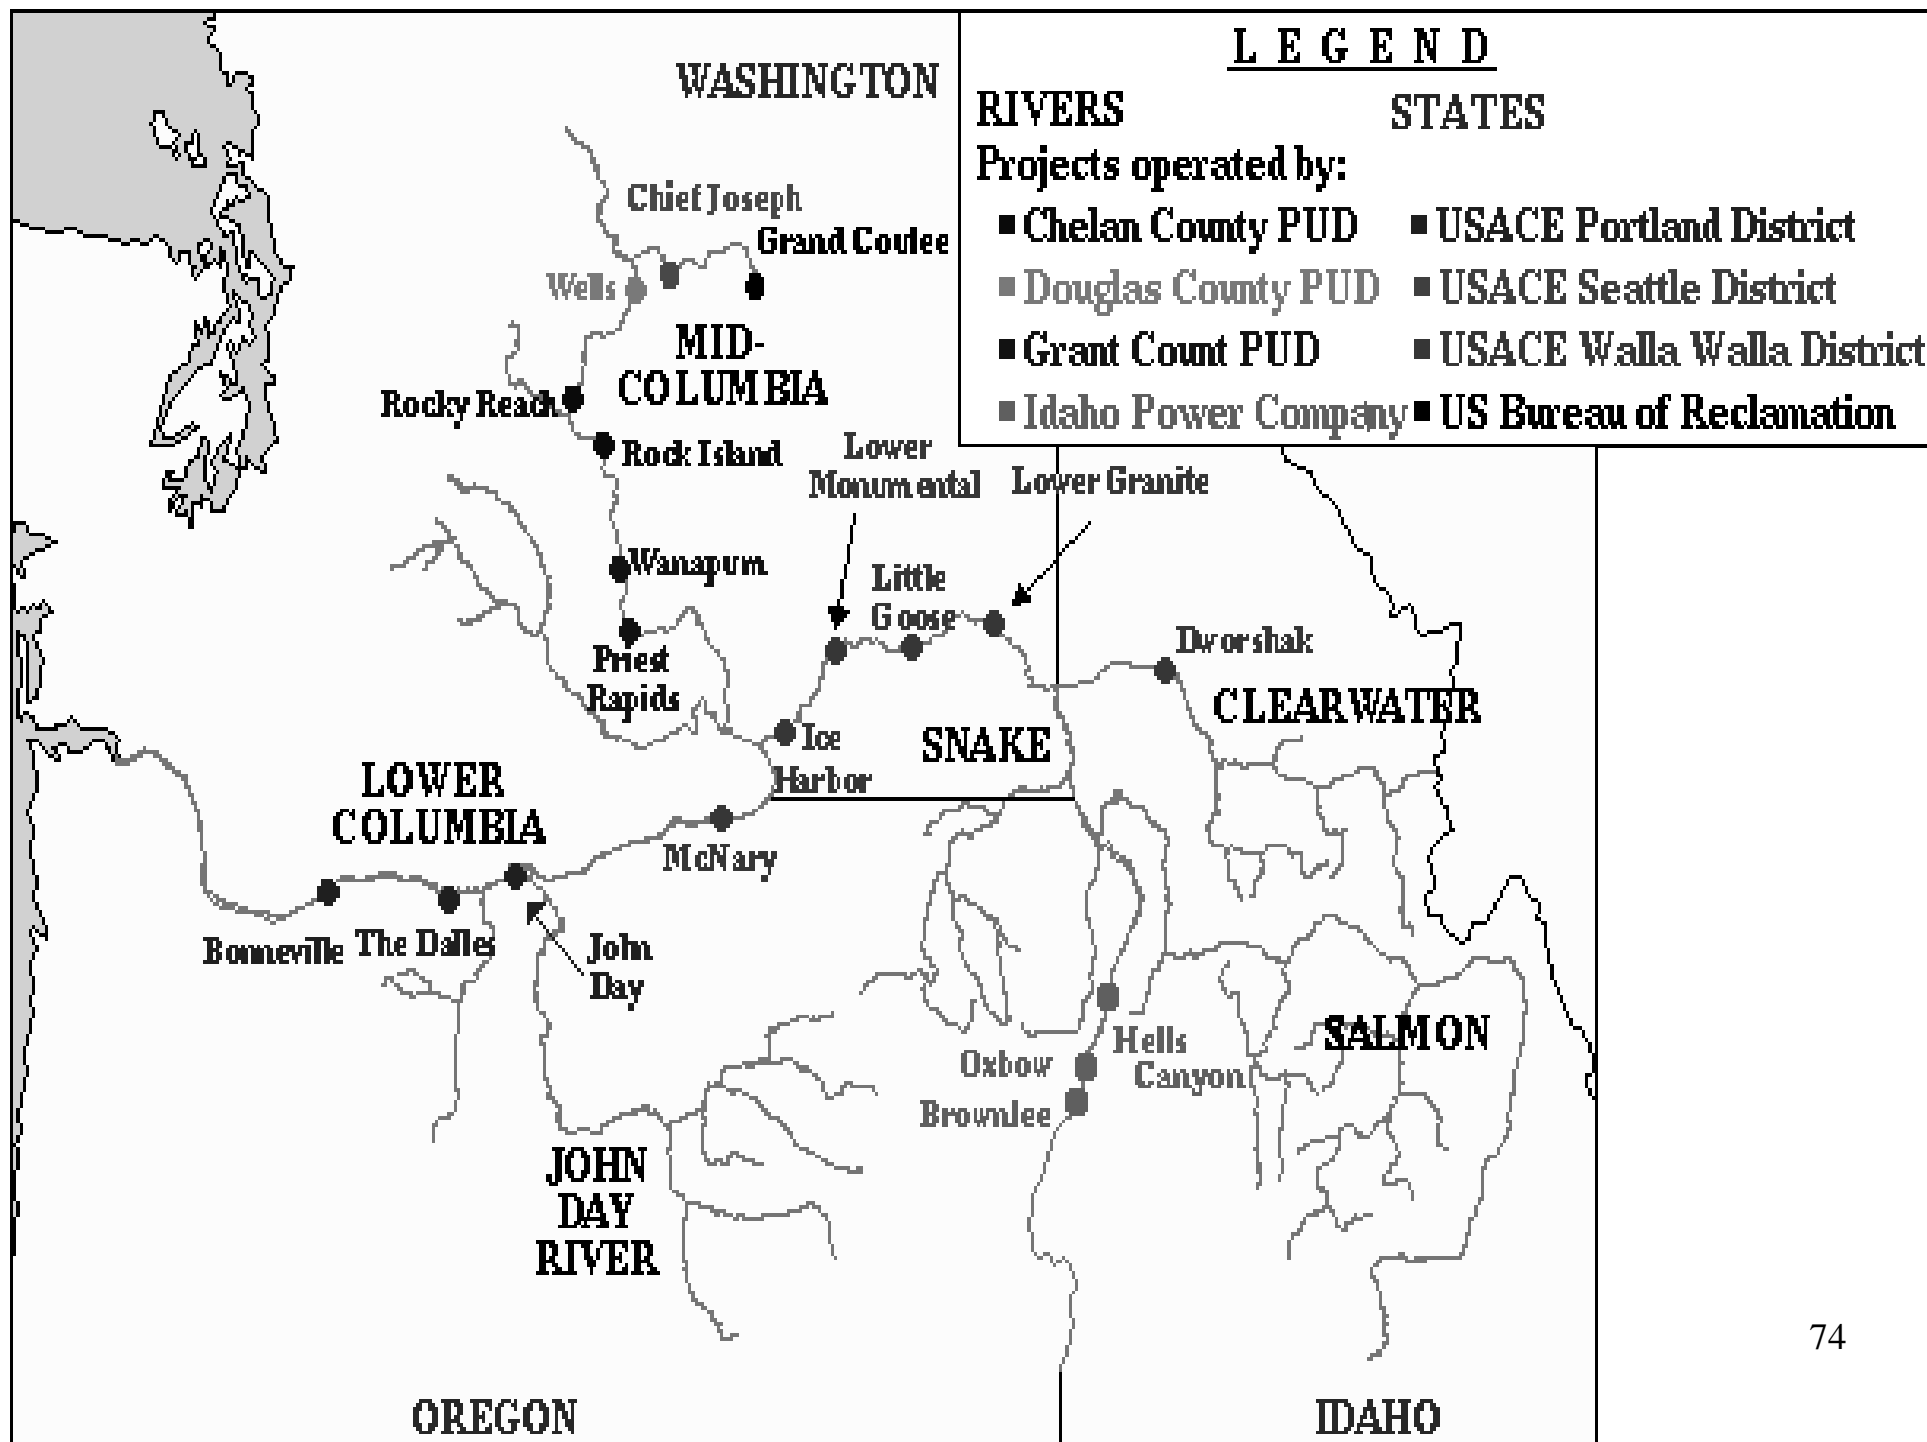 WASHINGTON
L E G E N D
RIVERS
STATES
Projects operated by:
Chelan County PUD
USACE Portland District
Douglas County PUD
USACE Seattle District
Grant Count PUD
USACE Walla Walla District
Idaho Power Company
US Bureau of Reclamation
Chief Joseph
Grand Coulee
Wells
MID-
COLUMBIA
Rocky Reach
Rock Island
Lower
Monumental
Lower Granite
Wanapum
Little
Goose
Priest
Rapids
Dworshak
CLEARWATER
Ice
Harbor
SNAKE
LOWER
COLUMBIA
McNary
Bonneville
The Dalles
John
Day
Hells
Canyon
Oxbow
Brownlee
SALMON
JOHN
DAY
RIVER
74
OREGON
IDAHO